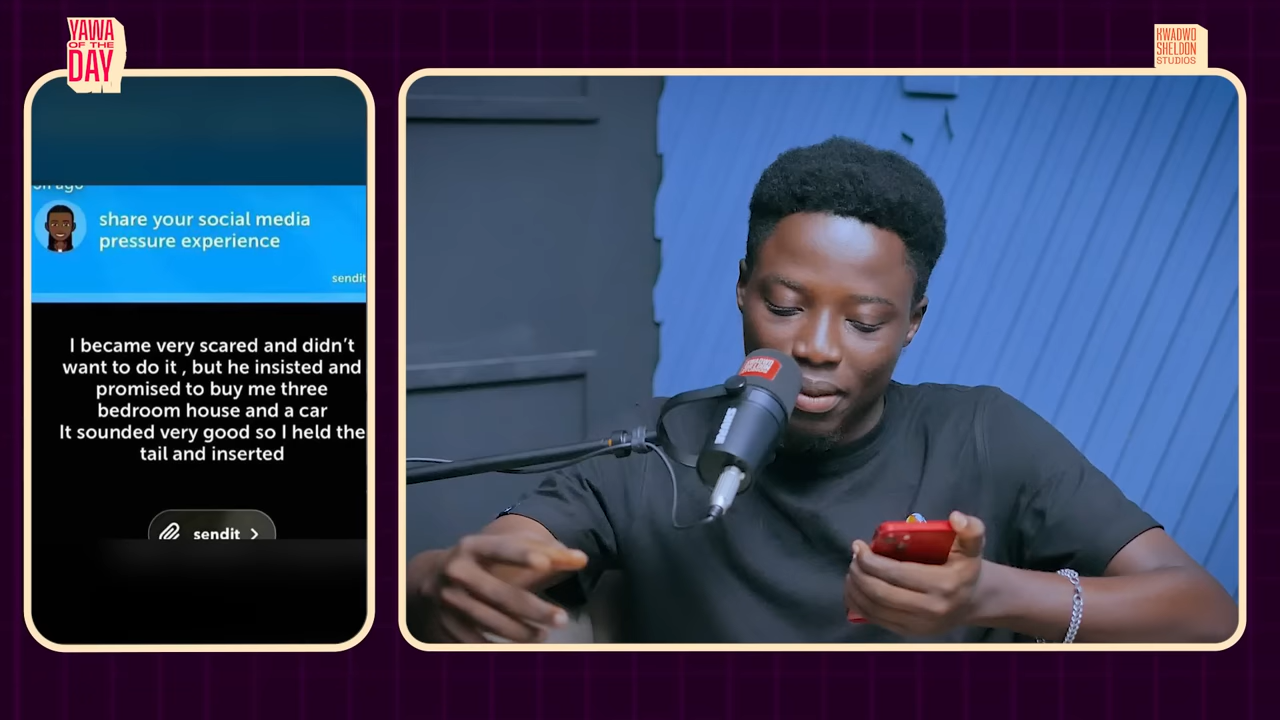 YAWA
OF THE
DAY
KWADWO
SHELDON
STUDIOS
5h ago
share your social media
pressure experience
sendit
I became very scared and didn't
want to do it , but he insisted and
promised to buy me three
bedroom house and a car
It sounded very good so I held the
tail and inserted
sendit